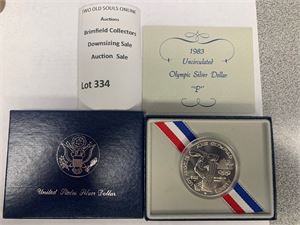 TWO OLD SOULS ONLINE
Auctions
Brimfield Collectors
Downsizing Sale
Auction Sale
Lot 334
1983
Uncirculated
Olympic Silver Dollar
"P"
United States Silver Dollar